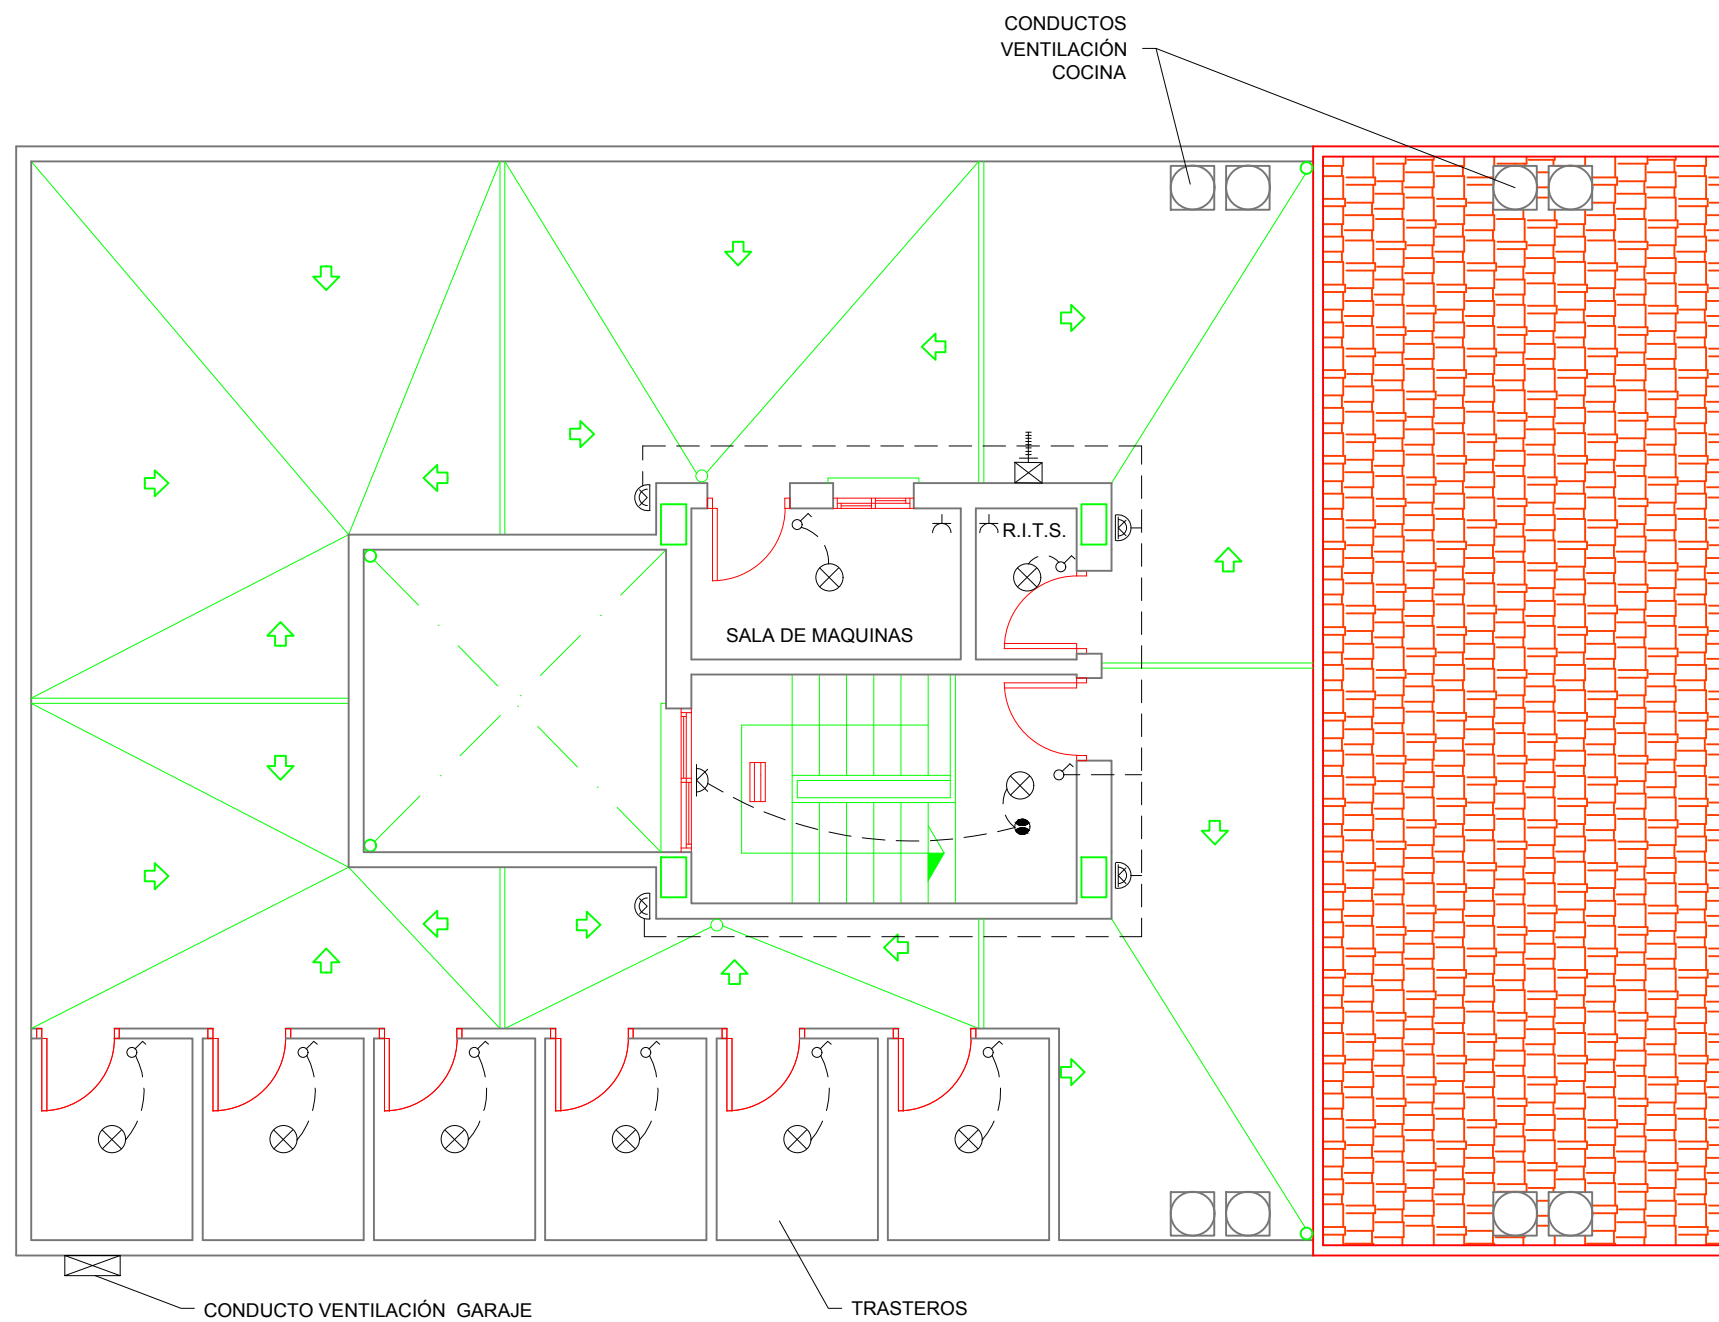 CONDUCTOS
VENTILACIÓN
COCINA
R.I.T.S.
SALA DE MAQUINAS
CONDUCTO VENTILACIÓN GARAJE
TRASTEROS